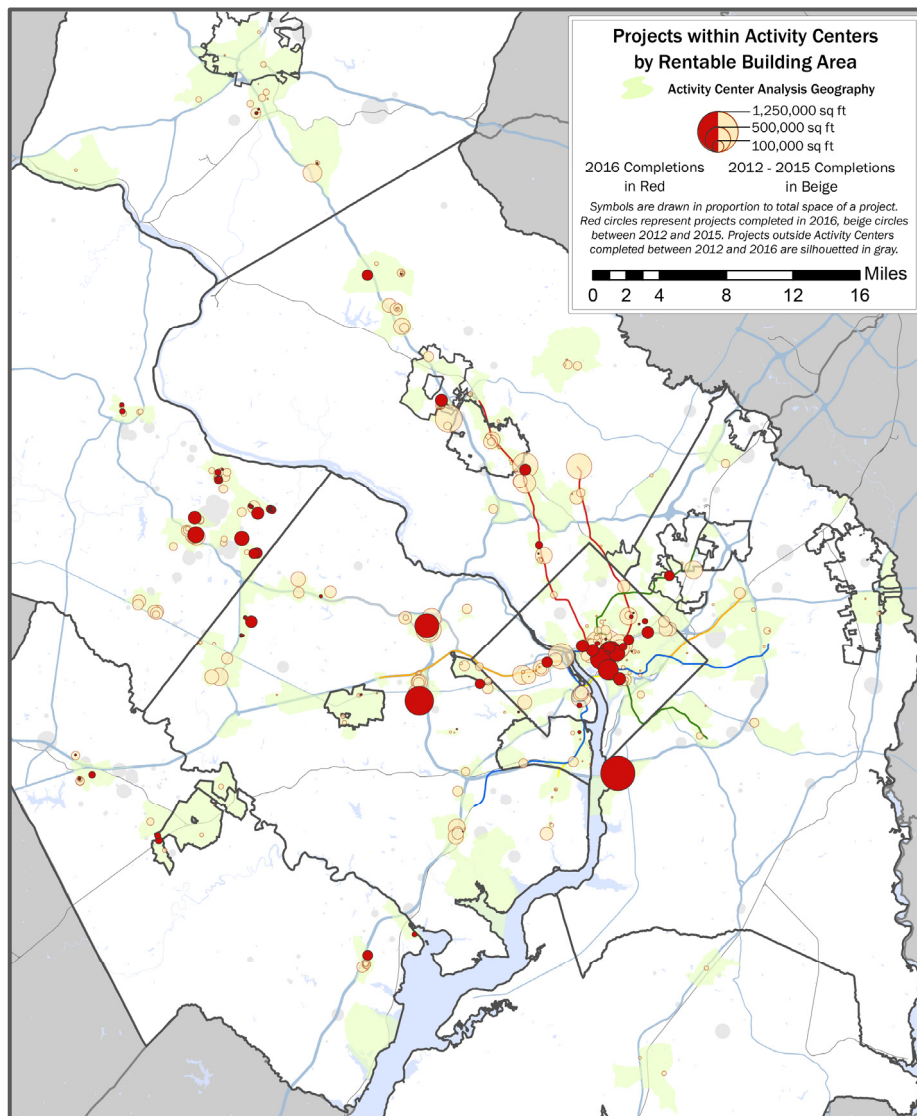 Projects within Activity Centers
by Rentable Building Area
Activity Center Analysis Geography
1,250,000 sq ft
500,000 sq ft
100,000 sq ft
2016 Completions
in Red
2012 - 2015 Completions
in Beige
Symbols are drawn in proportion to total space of a project.
Red circles represent projects completed in 2016, beige circles
between 2012 and 2015. Projects outside Activity Centers
completed between 2012 and 2016 are silhouetted in gray.
Miles
0 2 4 8 12 16